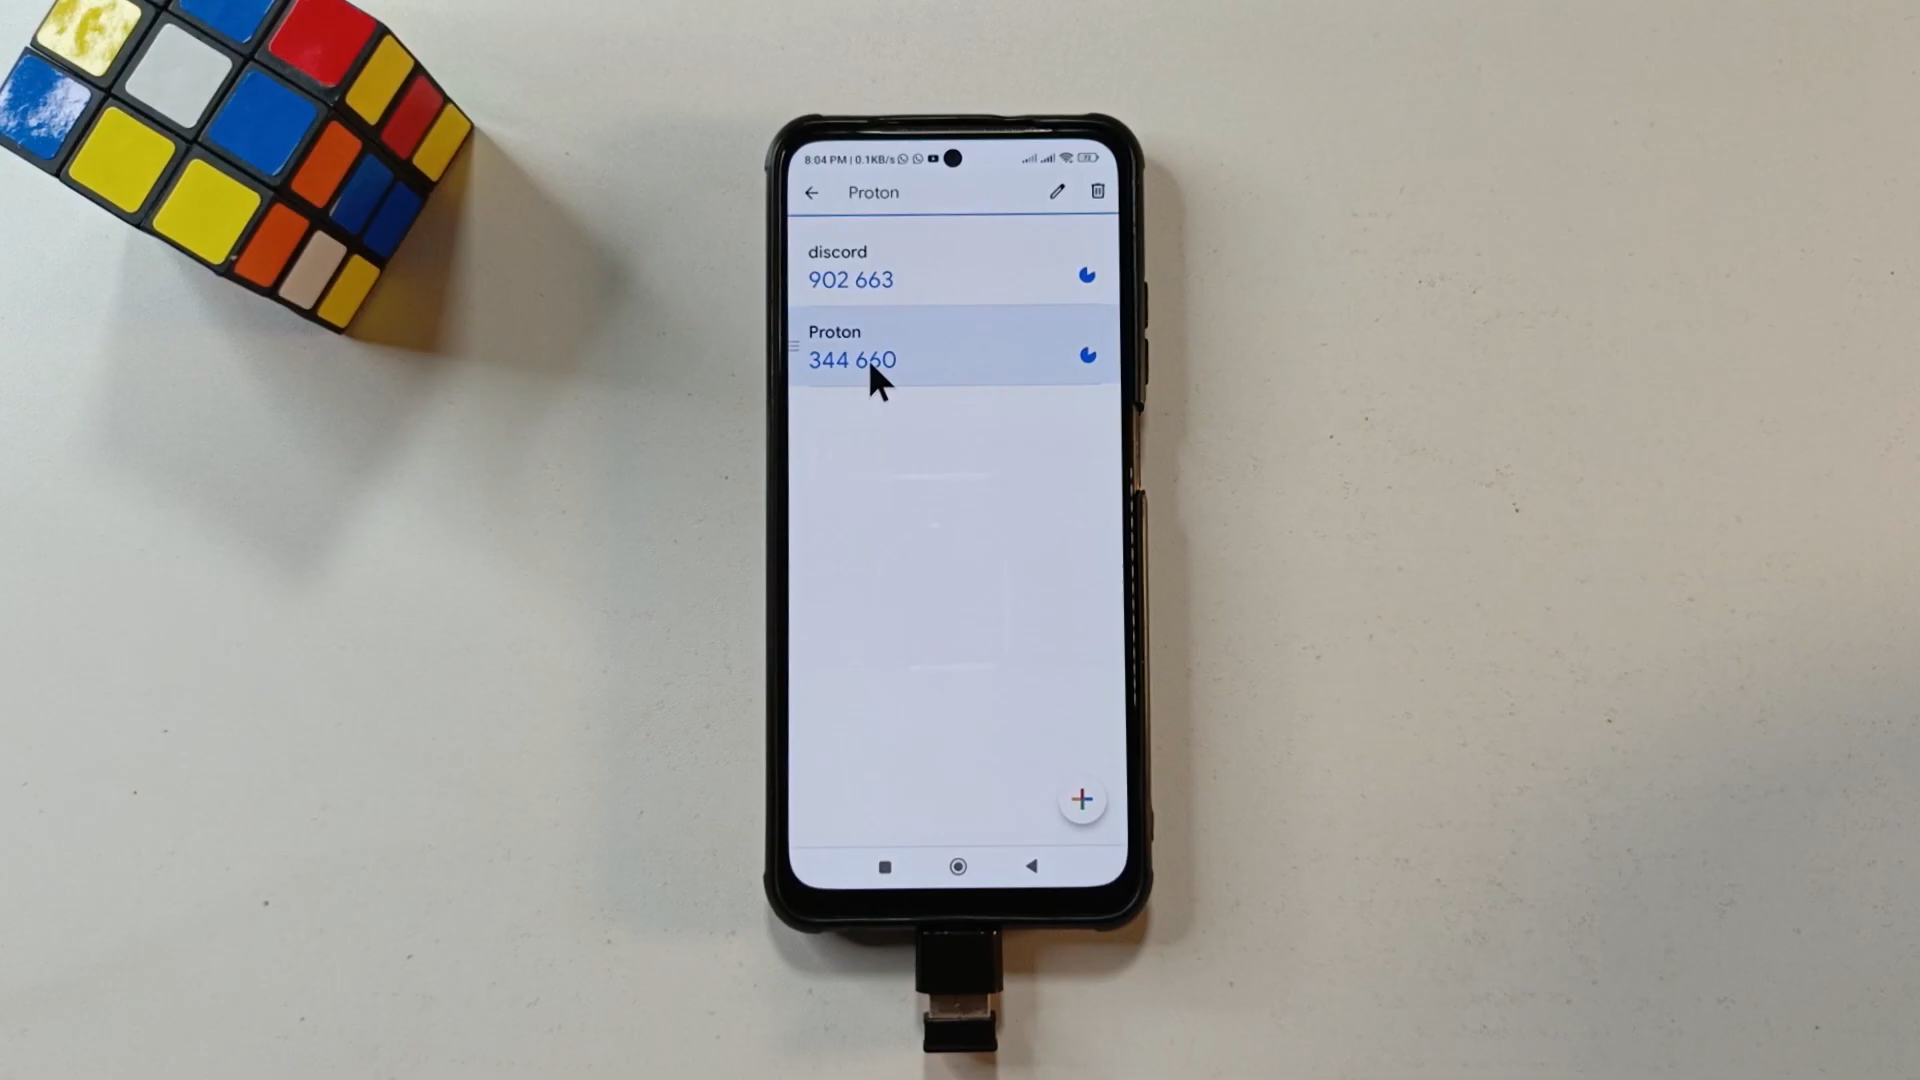 8:04 PM | 0.1KB/s
Proton
discord
902 663
Proton
344 660